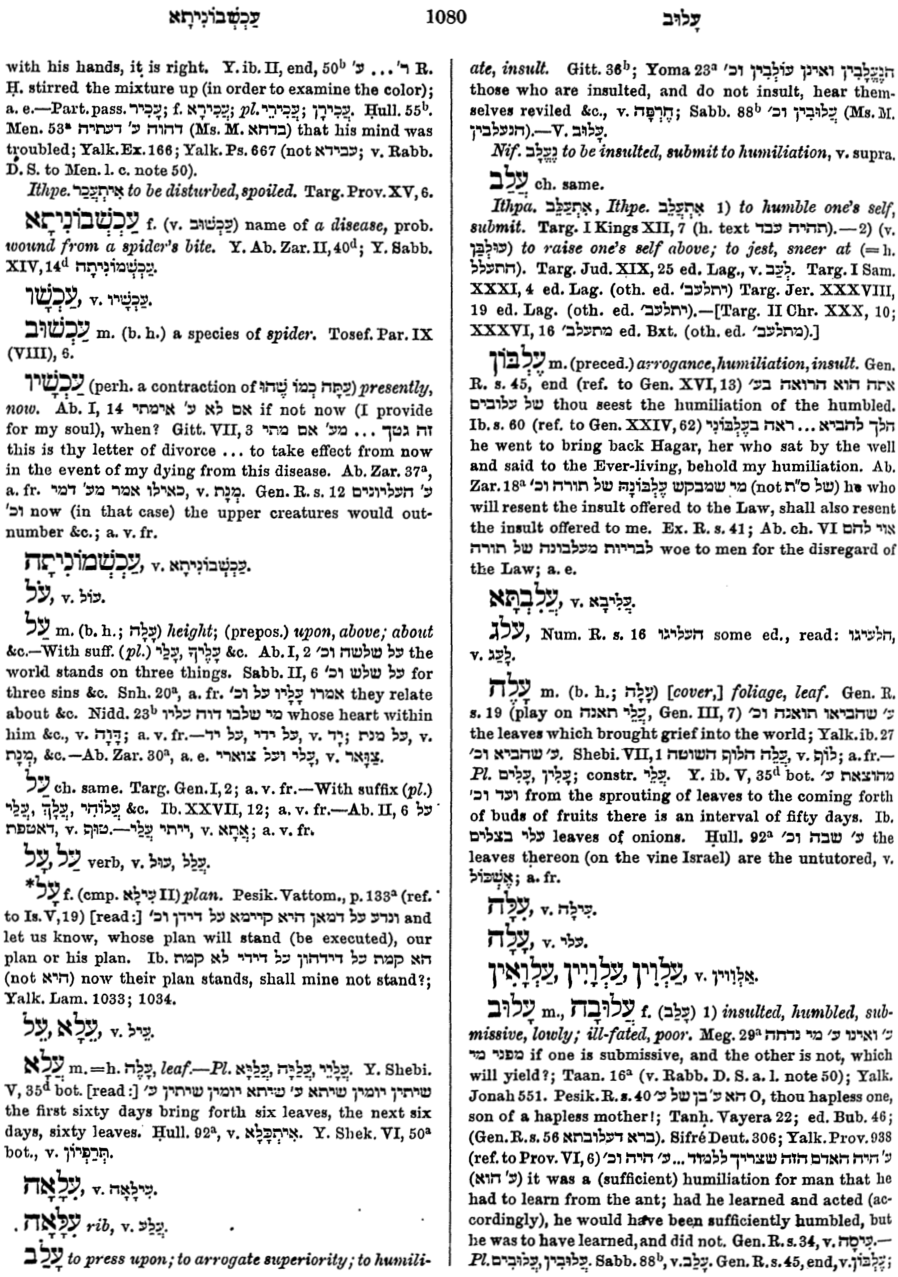 עַכְשְׁבוֹנִיתָא
1080
עָלוּב
with his hands, it is right. Y. ib. II, end, 50ᵇ ר' ... ע' R.
Ḥ. stirred the mixture up (in order to examine the color);
a. e.—Part. pass. עָכִיר; f. עֲכִירָא; pl. עֲכִירָן; עֲכִירֵי. Ḥull. 55ᵇ.
Men. 53ᵃ דהוה ע' דעתיה (Ms. M. בדחא) that his mind was
troubled; Yalk. Ex. 166; Yalk. Ps. 667 (not עבידא; v. Rabb.
D. S. to Men. l. c. note 50).
Ithpe. אִיתְעֲכַר to be disturbed, spoiled. Targ. Prov. XV, 6.
עַכְשְׁבוֹנִיתָא f. (v. עַכְשׁוּב) name of a disease, prob.
wound from a spider's bite. Y. Ab. Zar. II, 40ᵈ; Y. Sabb.
XIV, 14ᵈ עַכְשְׁמוֹנִיתָה.
עַכְשָׁו, v. עַכְשָׁיו.
עַכְשׁוּב m. (b. h.) a species of spider. Tosef. Par. IX
(VIII), 6.
עַכְשָׁיו (perh. a contraction of עַתָּה כְּמוֹ שֶׁהוּא) presently,
now. Ab. I, 14 אם לא ע' אימתי if not now (I provide
for my soul), when? Gitt. VII, 3 זה גטך ... מע' אם מתי
this is thy letter of divorce ... to take effect from now
in the event of my dying from this disease. Ab. Zar. 37ᵃ,
a. fr. כאילו אמר מע' דמי, v. מְנָת. Gen. R. s. 12 ע' העליונים
וכ' now (in that case) the upper creatures would out-
number &c.; a. v. fr.
עַכְשְׁמוֹנִיתָה, v. עַכְשְׁבוֹנִיתָא.
עֹל, v. עוֹל.
עַל m. (b. h.; עָלָה) height; (prepos.) upon, above; about
&c.—With suff. (pl.) עָלַי, עָלֶיךָ &c. Ab. I, 2 על שלשה וכ' the
world stands on three things. Sabb. II, 6 על שלש וכ' for
three sins &c. Snh. 20ᵃ, a. fr. אמרו עָלָיו על וכ' they relate
about &c. Nidd. 23ᵇ מי שלבו דוה עליו whose heart within
him &c., v. דָּוֶה; a. v. fr.—על יד, על ידי, v. יָד; על מנת, v.
מְנָת, &c.—Ab. Zar. 30ᵃ, a. e. עלי ועל צוארי, v. צַוָּאר.
עַל ch. same. Targ. Gen. I, 2; a. v. fr.—With suffix (pl.)
עֲלַי, עֲלָךְ, עֲלוֹהִי &c. Ib. XXVII, 12; a. v. fr.—Ab. II, 6 על
דאטפת, v. טוּף.—ייתי עֲלַי, v. אָתָא; a. v. fr.
עַל, עָל verb, v. עוּל, עֲלַל.
*עָל f. (cmp. עִילָא II) plan. Pesik. Vattom., p. 133ᵃ (ref.
to Is. V, 19) [read:] ונדע על דמאן היא קיימא על דידן וכ' and
let us know, whose plan will stand (be executed), our
plan or his plan. Ib. הא קמת על דידהון על דידי לא קמת
(not היא) now their plan stands, shall mine not stand?;
Yalk. Lam. 1033; 1034.
עֵל, עֵלָא, v. עֵיל.
עֲלָא m.=h. עָלֶה, leaf.—Pl. עֲלַיָּא, עֲלַיָּה, עֲלְוֵי. Y. Shebi.
V, 35ᵈ bot. [read:] שיתין יומין שיתא ע' שיתא יומין שיתין ע'
the first sixty days bring forth six leaves, the next six
days, sixty leaves. Ḥull. 92ᵃ, v. אִיתְכָּלָא. Y. Shek. VI, 50ᵃ
bot., v. תְּרַפְיוֹן.
עִלָּאָה, v. עִילָּאָה.
עִלָּאָה rib, v. עֲלַע.
עָלַב to press upon; to arrogate superiority; to humili-
ate, insult. Gitt. 36ᵇ; Yoma 23ᵃ הנֶּעֱלָבִין ואינן עוֹלְבִין וכ'
those who are insulted, and do not insult, hear them-
selves reviled &c., v. חֶרְפָּה; Sabb. 88ᵇ עֲלוּבִין וכ' (Ms. M.
הנעלבין).—V. עָלוּב.
Nif. נֶעֱלַב to be insulted, submit to humiliation, v. supra.
עֲלַב ch. same.
Ithpa. אִתְעַלַּב, Ithpe. אִתְעֲלֵב 1) to humble one's self,
submit. Targ. I Kings XII, 7 (h. text תהיה עבד).—2) (v.
עוּלְבָּן) to raise one's self above; to jest, sneer at (=h.
התעלל). Targ. Jud. XIX, 25 ed. Lag., v. לְעַב. Targ. I Sam.
XXXI, 4 ed. Lag. (oth. ed. 'יתלעב) Targ. Jer. XXXVIII,
19 ed. Lag. (oth. ed. 'יתלעב).—[Targ. II Chr. XXX, 10;
XXXVI, 16 'מתעלב ed. Bxt. (oth. ed. 'מתלעב).]
עֶלְבּוֹן m. (preced.) arrogance, humiliation, insult. Gen.
R. s. 45, end (ref. to Gen. XVI, 13) אתה הוא הרואה בע'
של עלובים thou seest the humiliation of the humbled.
Ib. s. 60 (ref. to Gen. XXIV, 62) הלך להביא ... ראה בעֶלְבּוֹנִי
he went to bring back Hagar, her who sat by the well
and said to the Ever-living, behold my humiliation. Ab.
Zar. 18ᵃ מי שמבקש עֶלְבּוֹנָהּ של תורה וכ' (not של ס"ת) he who
will resent the insult offered to the Law, shall also resent
the insult offered to me. Ex. R. s. 41; Ab. ch. VI אוי להם
לבריות מעלבונה של תורה woe to men for the disregard of
the Law; a. e.
עֲלִבְתָּא, v. עֲלִיבָא.
עלג, Num. R. s. 16 העליגו some ed., read: הלעיגו,
v. לָעַג.
עָלֶה m. (b. h.; עָלָה) [cover,] foliage, leaf. Gen. R.
s. 19 (play on עֲלֵי תאנה, Gen. III, 7) ע' שהביאו תואנה וכ'
the leaves which brought grief into the world; Yalk. ib. 27
ע' שהביא וכ'. Shebi. VII, 1 עֲלֵה הלוף השוטה, v. לוּף; a. fr.—
Pl. עָלִין, עָלִים; constr. עֲלֵי. Y. ib. V, 35ᵈ bot. מהוצאת ע'
ועד וכ' from the sprouting of leaves to the coming forth
of buds of fruits there is an interval of fifty days. Ib.
עלי בצלים leaves of onions. Ḥull. 92ᵃ ע' שבה וכ' the
leaves thereon (on the vine Israel) are the untutored, v.
אֶשְׁכּוֹל; a. fr.
עִלָּה, v. עִילָּה.
עָלָה, v. עלי.
עַלְוָאִין, עַלְוָיִין, עַלְוִין, v. אַלְוִוין.
עָלוּב m., עֲלוּבָה f. (עָלַב) 1) insulted, humbled, sub-
missive, lowly; ill-fated, poor. Meg. 29ᵃ ע' ואינו ע' מי נדחה
מפני מי if one is submissive, and the other is not, which
will yield?; Taan. 16ᵃ (v. Rabb. D. S. a. l. note 50); Yalk.
Jonah 551. Pesik. R. s. 40 הא ע' בן של ע' O, thou hapless one,
son of a hapless mother!; Tanḥ. Vayera 22; ed. Bub. 46;
(Gen. R. s. 56 ברא דעלובתא). Sifré Deut. 306; Yalk. Prov. 938
(ref. to Prov. VI, 6) ע' היה האדם הזה שצריך ללמוד ... ע' היה וכ'
(ע' הוא) it was a (sufficient) humiliation for man that he
had to learn from the ant; had he learned and acted (ac-
cordingly), he would have been sufficiently humbled, but
he was to have learned, and did not. Gen. R. s. 34, v. עִיסָה.—
Pl. עֲלוּבִים, עֲלוּבִין. Sabb. 88ᵇ, v. עָלַב. Gen. R. s. 45, end, v. עֶלְבּוֹן;